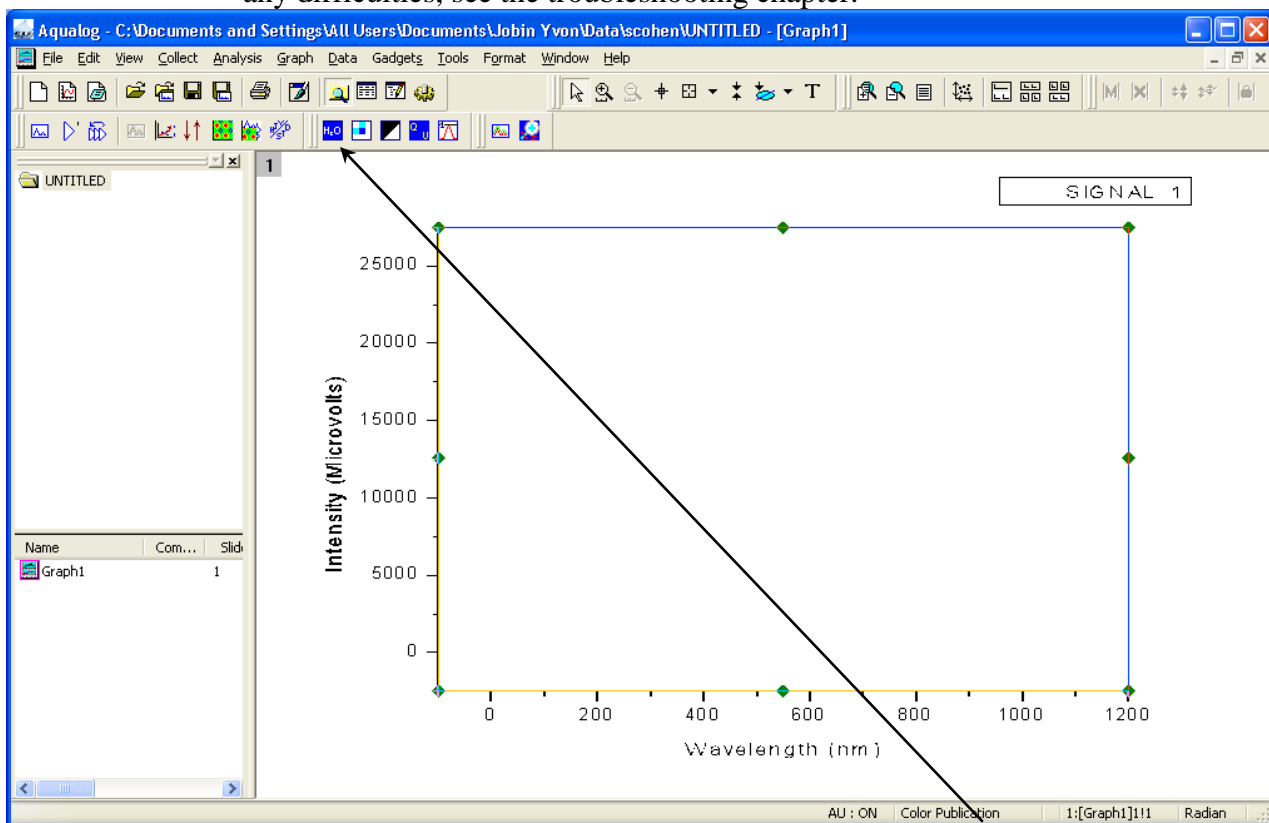 any difficulties, see the troubleshooting chapter.
Aqualog - C:\Documents and Settings\All Users\Documents\Jobin Yvon\Data\scohen\UNTITLED - [Graph1]
File Edit View Collect Analysis Graph Data Gadgets Tools Format Window Help
T
M
H2O
Q U
1
UNTITLED
1
SIGNAL 1
25000
20000
15000
10000
5000
0
Intensity (Microvolts)
0 200 400 600 800 1000 1200
Wavelength (nm)
Name Com... Slid
Graph1 1
AU : ON Color Publication 1:[Graph1]1!1 Radian